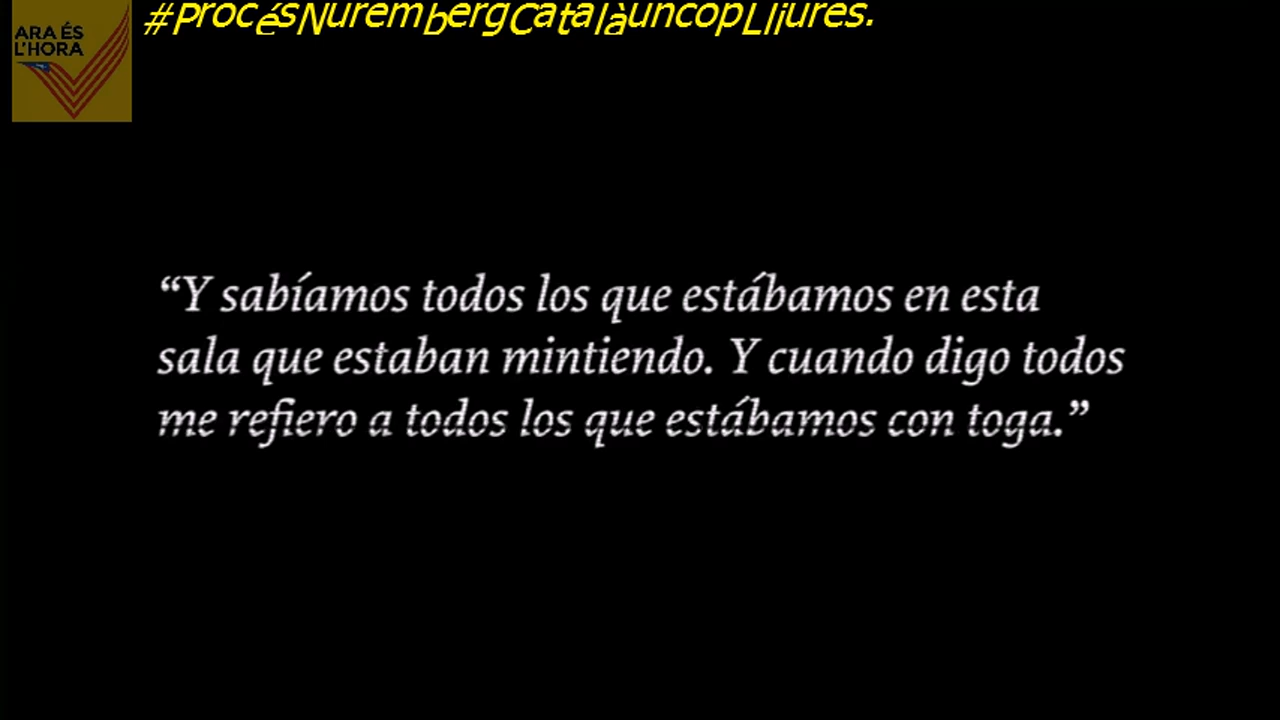 #ProcésNurembergCatalàuncopLliures.
ARA ÉS
L'HORA
“Y sabíamos todos los que estábamos en esta
sala que estaban mintiendo. Y cuando digo todos
me refiero a todos los que estábamos con toga.”